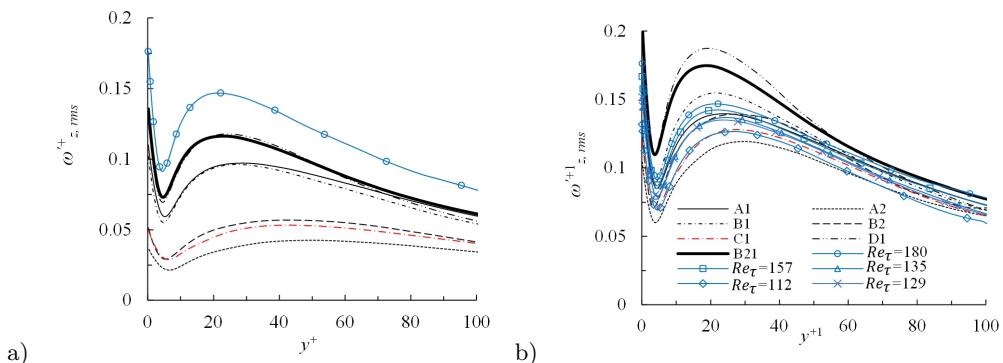 0.2
0.15
0.1
0.05
0
ω′⁺z, rms
0 20 40 60 80 100
y⁺
a)
0.2
0.15
0.1
0.05
0
ω′⁺¹z, rms
A1 A2
B1 B2
C1 D1
B21 Reτ=180
Reτ=157 Reτ=135
Reτ=112 Reτ=129
0 20 40 60 80 100
y⁺¹
b)